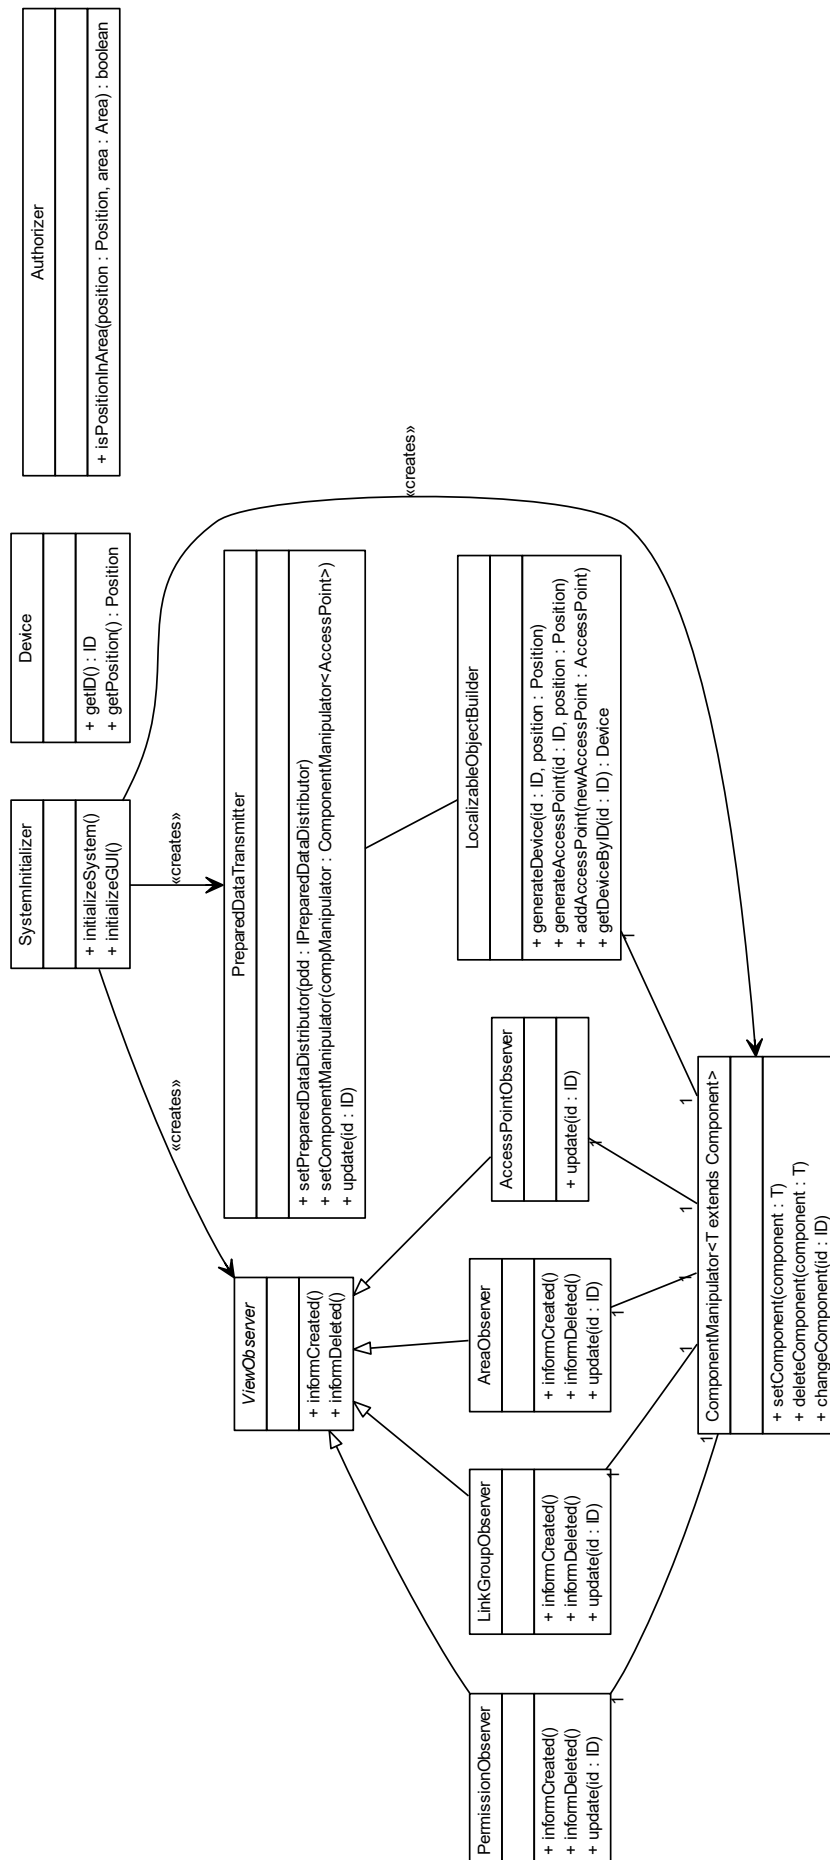 Authorizer
+ isPositionInArea(position : Position, area : Area) : boolean
Device
+ getID() : ID
+ getPosition() : Position
SystemInitializer
+ initializeSystem()
+ initializeGUI()
«creates»
«creates»
«creates»
PreparedDataTransmitter
+ setPreparedDataDistributor(pdd : IPreparedDataDistributor)
+ setComponentManipulator(compManipulator : ComponentManipulator<AccessPoint>)
+ update(id : ID)
ViewObserver
+ informCreated()
+ informDeleted()
LocalizableObjectBuilder
+ generateDevice(id : ID, position : Position)
+ generateAccessPoint(id : ID, position : Position)
+ addAccessPoint(newAccessPoint : AccessPoint)
+ getDeviceByID(id : ID) : Device
AccessPointObserver
+ update(id : ID)
AreaObserver
+ informCreated()
+ informDeleted()
+ update(id : ID)
LinkGroupObserver
+ informCreated()
+ informDeleted()
+ update(id : ID)
PermissionObserver
+ informCreated()
+ informDeleted()
+ update(id : ID)
1
1
1
1
1
1
1
1
1
1
ComponentManipulator<T extends Component>
+ setComponent(component : T)
+ deleteComponent(component : T)
+ changeComponent(id : ID)